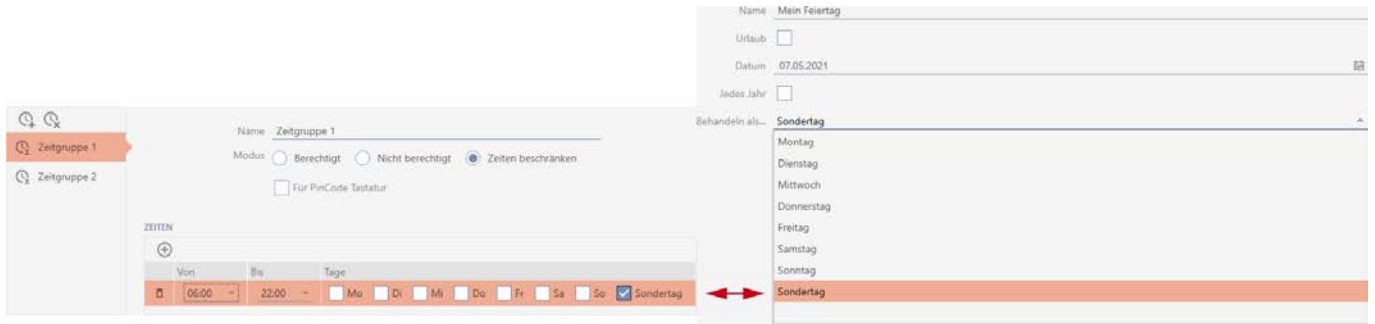 Zeitgruppe 1
Zeitgruppe 2
Name Zeitgruppe 1
Modus Berechtigt Nicht berechtigt Zeiten beschränken
Für PinCode Tastatur
ZEITEN
Von Bis Tage
06:00 22:00 Mo Di Mi Do Fr Sa So Sondertag
Name Mein Feiertag
Urlaub
Datum 07.05.2021
Jedes Jahr
Behandeln als... Sondertag
Montag
Dienstag
Mittwoch
Donnerstag
Freitag
Samstag
Sonntag
Sondertag